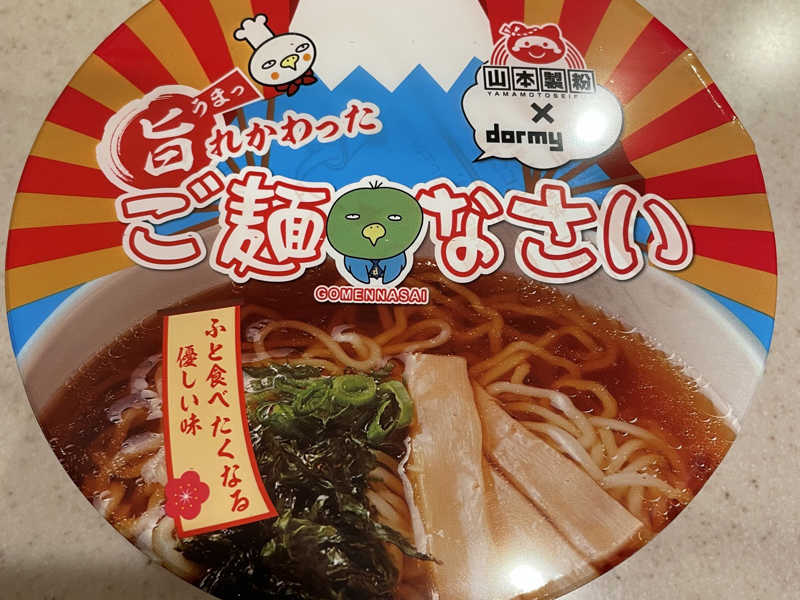 山本製粉
YAMAMOTOSEIFUN
×
dormy
うまっ
旨れかわった
ご麺なさい
GOMENNASAI
ふと食べたくなる
優しい味